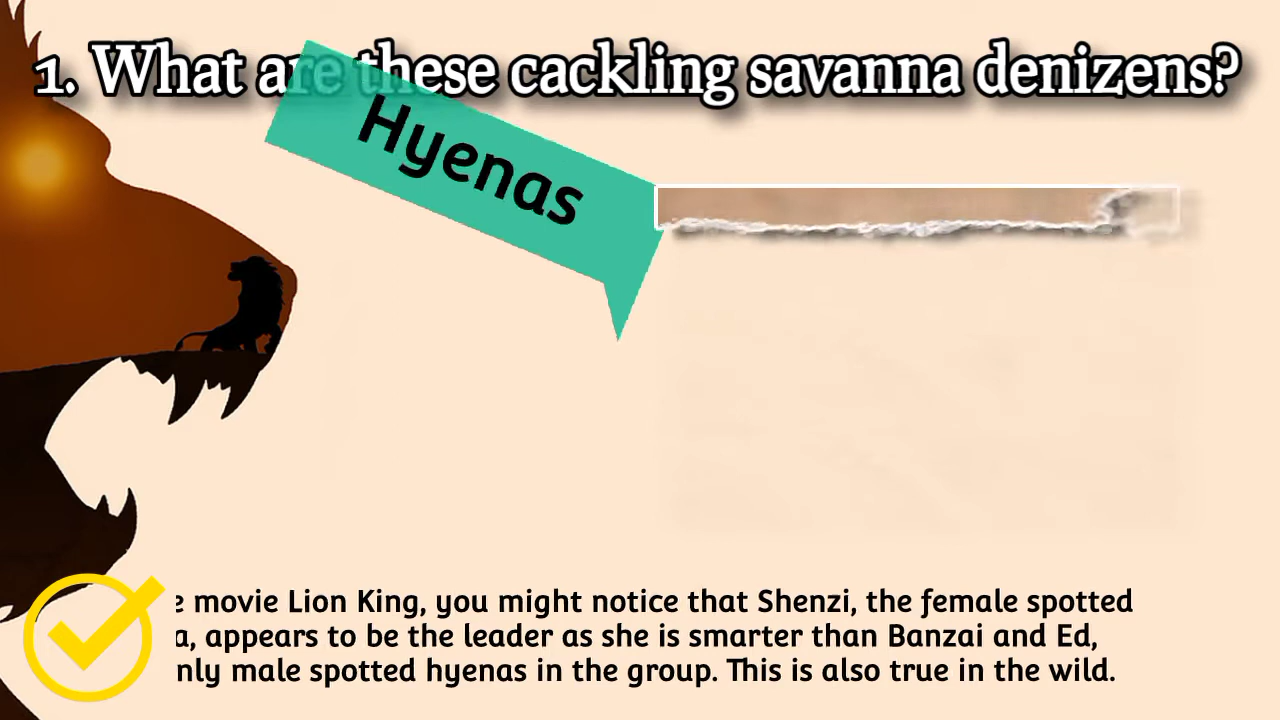 1. What are these cackling savanna denizens?
Hyenas
movie Lion King, you might notice that Shenzi, the female spotted
appears to be the leader as she is smarter than Banzai and Ed,
male spotted hyenas in the group. This is also true in the wild.